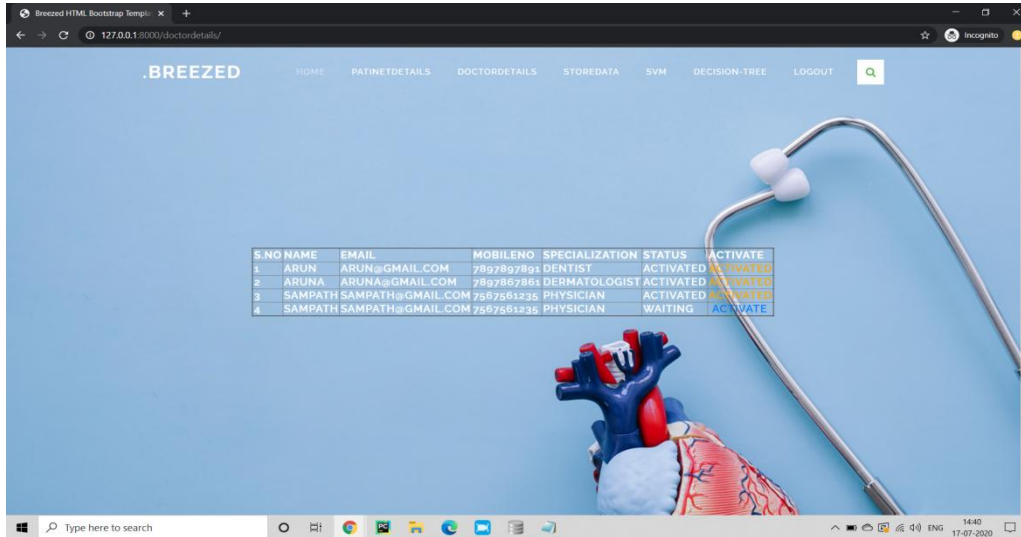 Breezed HTML Bootstrap Templa
127.0.0.1:8000/doctordetails/
Incognito
.BREEZED HOME PATINETDETAILS DOCTORDETAILS STOREDATA SVM DECISION-TREE LOGOUT
S.NO NAME EMAIL MOBILENO SPECIALIZATION STATUS ACTIVATE
1 ARUN ARUN@GMAIL.COM 7897897891 DENTIST ACTIVATED ACTIVATED
2 ARUNA ARUNA@GMAIL.COM 7897867861 DERMATOLOGIST ACTIVATED ACTIVATED
3 SAMPATH SAMPATH@GMAIL.COM 7567561235 PHYSICIAN ACTIVATED ACTIVATED
4 SAMPATH SAMPATH@GMAIL.COM 7567561235 PHYSICIAN WAITING ACTIVATE
Type here to search
PC
ENG
14:40
17-07-2020